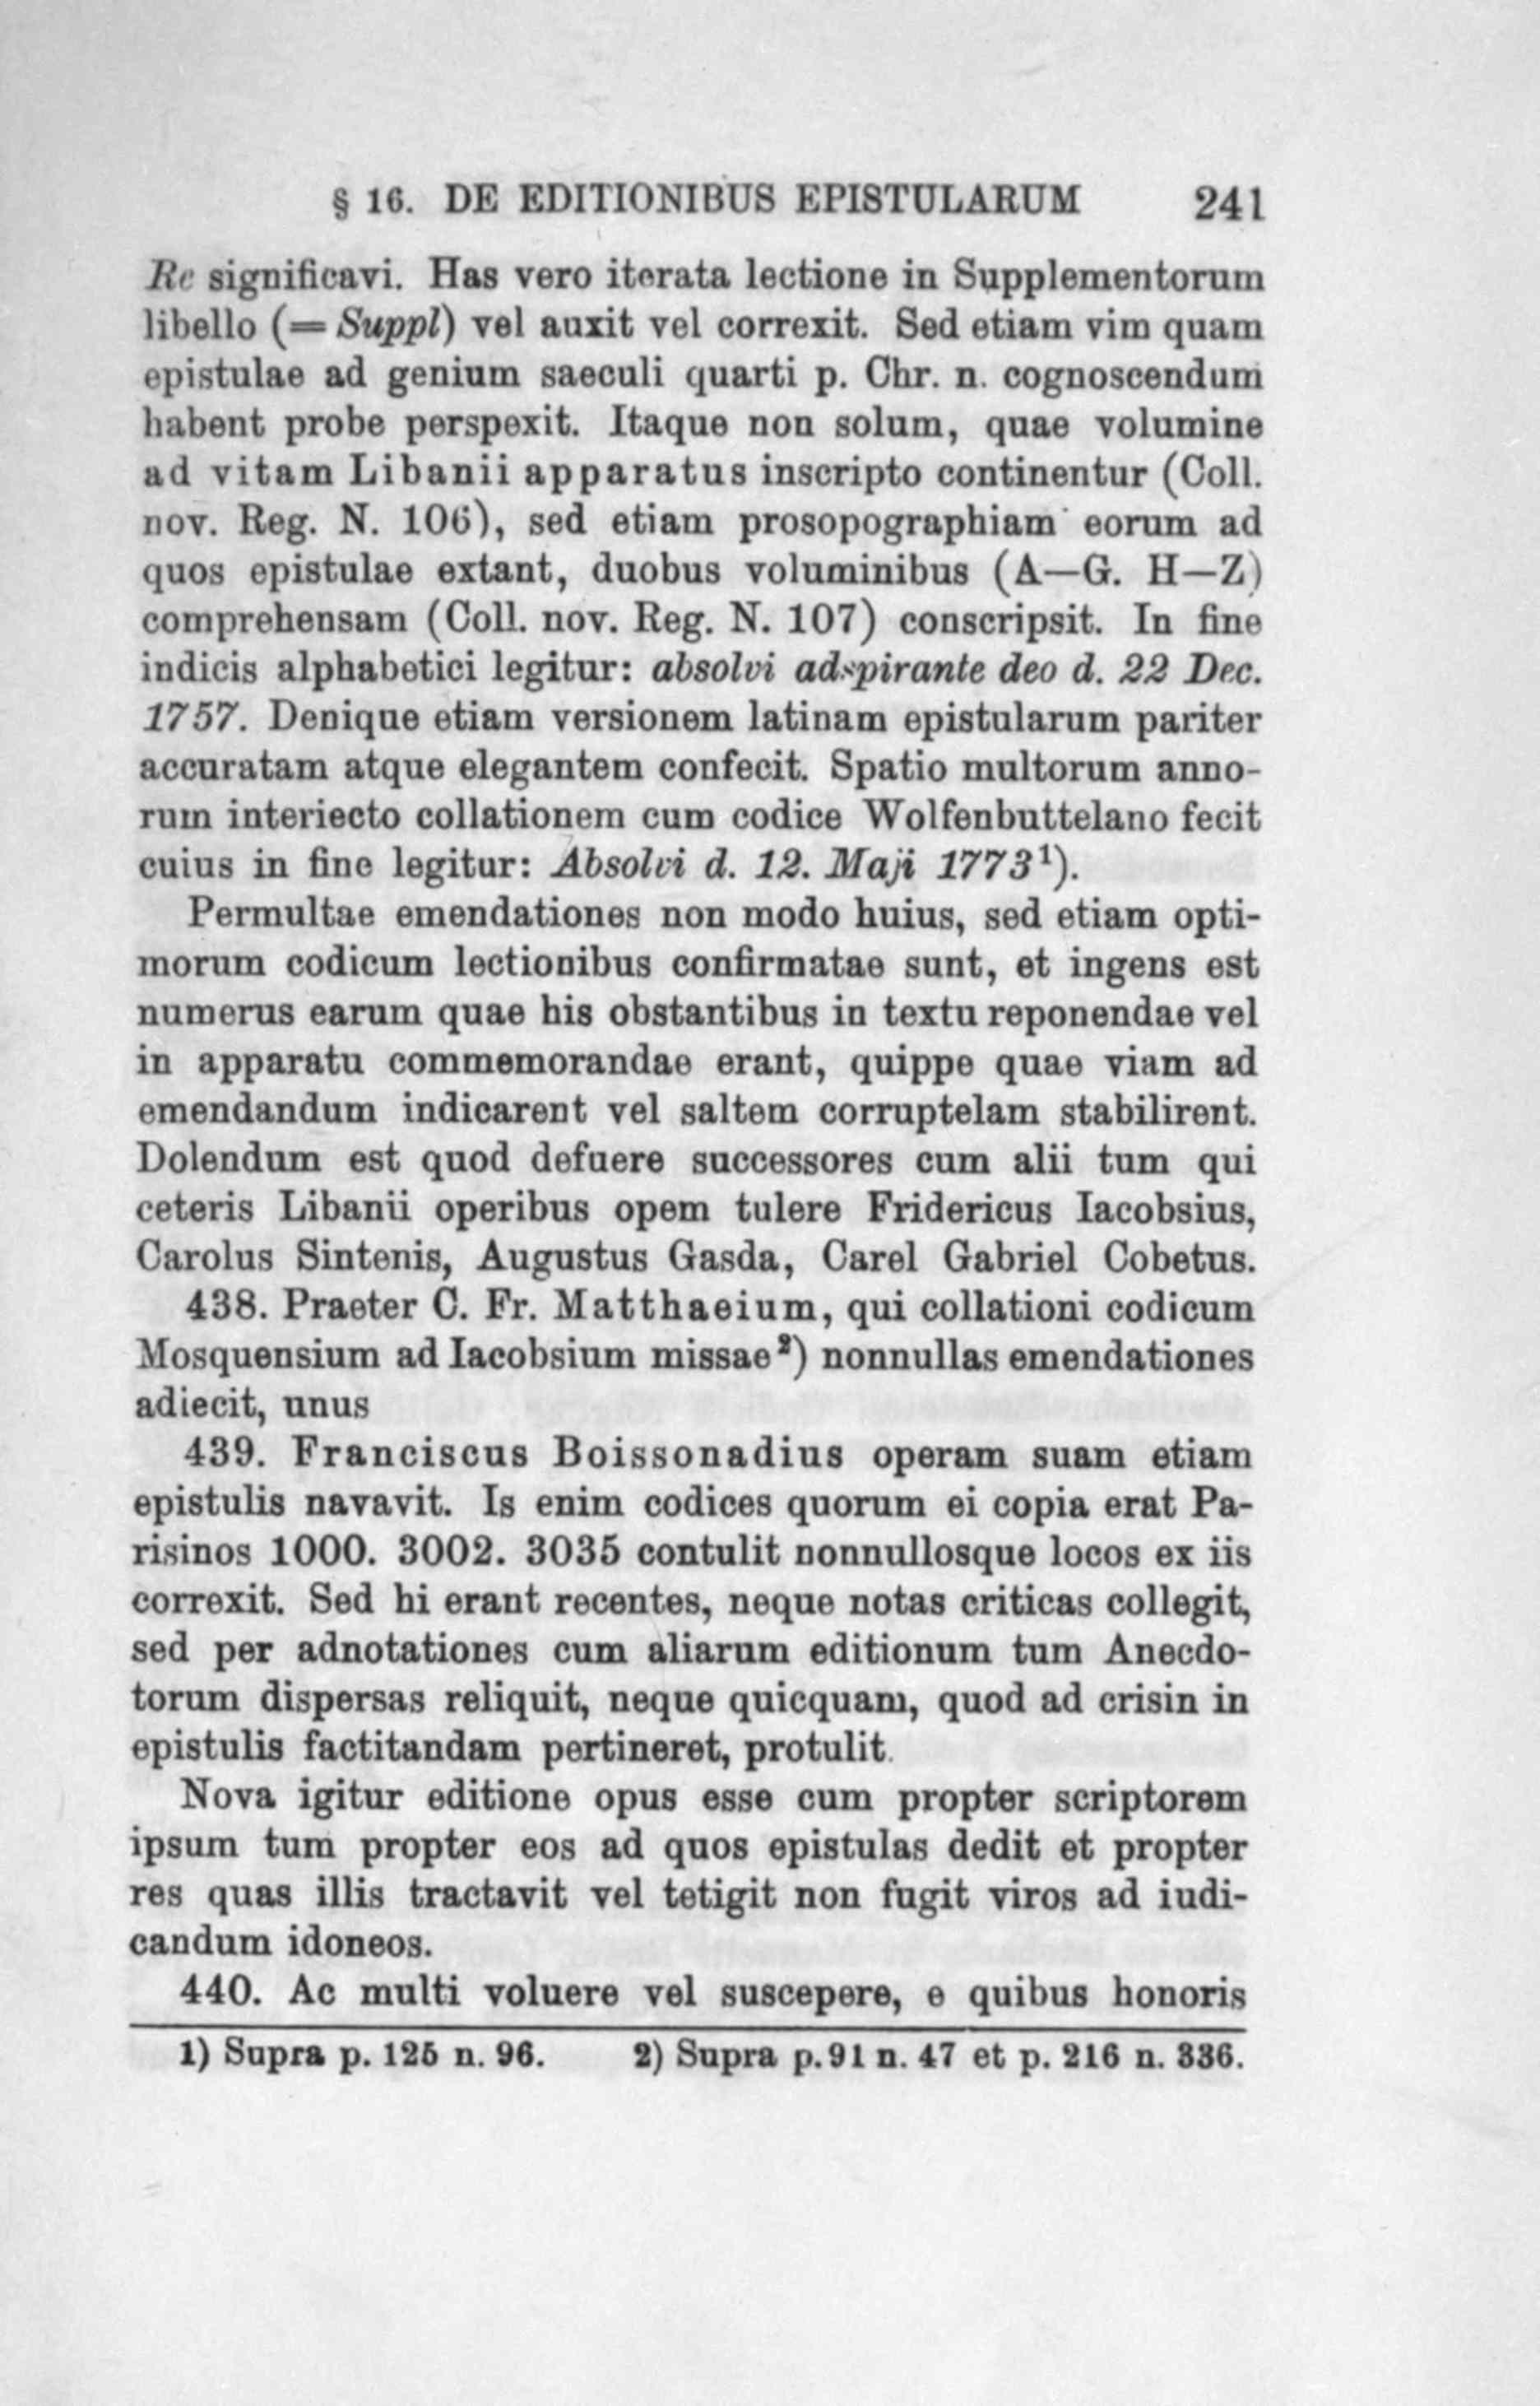 § 16. DE EDITIONIBUS EPISTULARUM 241
Re significavi. Has vero iterata lectione in Supplementorum
libello (= Suppl) vel auxit vel correxit. Sed etiam vim quam
epistulae ad genium saeculi quarti p. Chr. n. cognoscendum
habent probe perspexit. Itaque non solum, quae volumine
ad vitam Libanii apparatus inscripto continentur (Coll.
nov. Reg. N. 106), sed etiam prosopographiam eorum ad
quos epistulae extant, duobus voluminibus (A—G. H—Z)
comprehensam (Coll. nov. Reg. N. 107) conscripsit. In fine
indicis alphabetici legitur: absolvi adspirante deo d. 22 Dec.
1757. Denique etiam versionem latinam epistularum pariter
accuratam atque elegantem confecit. Spatio multorum anno-
rum interiecto collationem cum codice Wolfenbuttelano fecit
cuius in fine legitur: Absolvi d. 12. Maji 1773¹).
Permultae emendationes non modo huius, sed etiam opti-
morum codicum lectionibus confirmatae sunt, et ingens est
numerus earum quae his obstantibus in textu reponendae vel
in apparatu commemorandae erant, quippe quae viam ad
emendandum indicarent vel saltem corruptelam stabilirent.
Dolendum est quod defuere successores cum alii tum qui
ceteris Libanii operibus opem tulere Fridericus Iacobsius,
Carolus Sintenis, Augustus Gasda, Carel Gabriel Cobetus.
438. Praeter C. Fr. Matthaeium, qui collationi codicum
Mosquensium ad Iacobsium missae²) nonnullas emendationes
adiecit, unus
439. Franciscus Boissonadius operam suam etiam
epistulis navavit. Is enim codices quorum ei copia erat Pa-
risinos 1000. 3002. 3035 contulit nonnullosque locos ex iis
correxit. Sed hi erant recentes, neque notas criticas collegit,
sed per adnotationes cum aliarum editionum tum Anecdo-
torum dispersas reliquit, neque quicquam, quod ad crisin in
epistulis factitandam pertineret, protulit.
Nova igitur editione opus esse cum propter scriptorem
ipsum tum propter eos ad quos epistulas dedit et propter
res quas illis tractavit vel tetigit non fugit viros ad iudi-
candum idoneos.
440. Ac multi voluere vel suscepere, e quibus honoris
1) Supra p. 125 n. 96. 2) Supra p. 91 n. 47 et p. 216 n. 336.